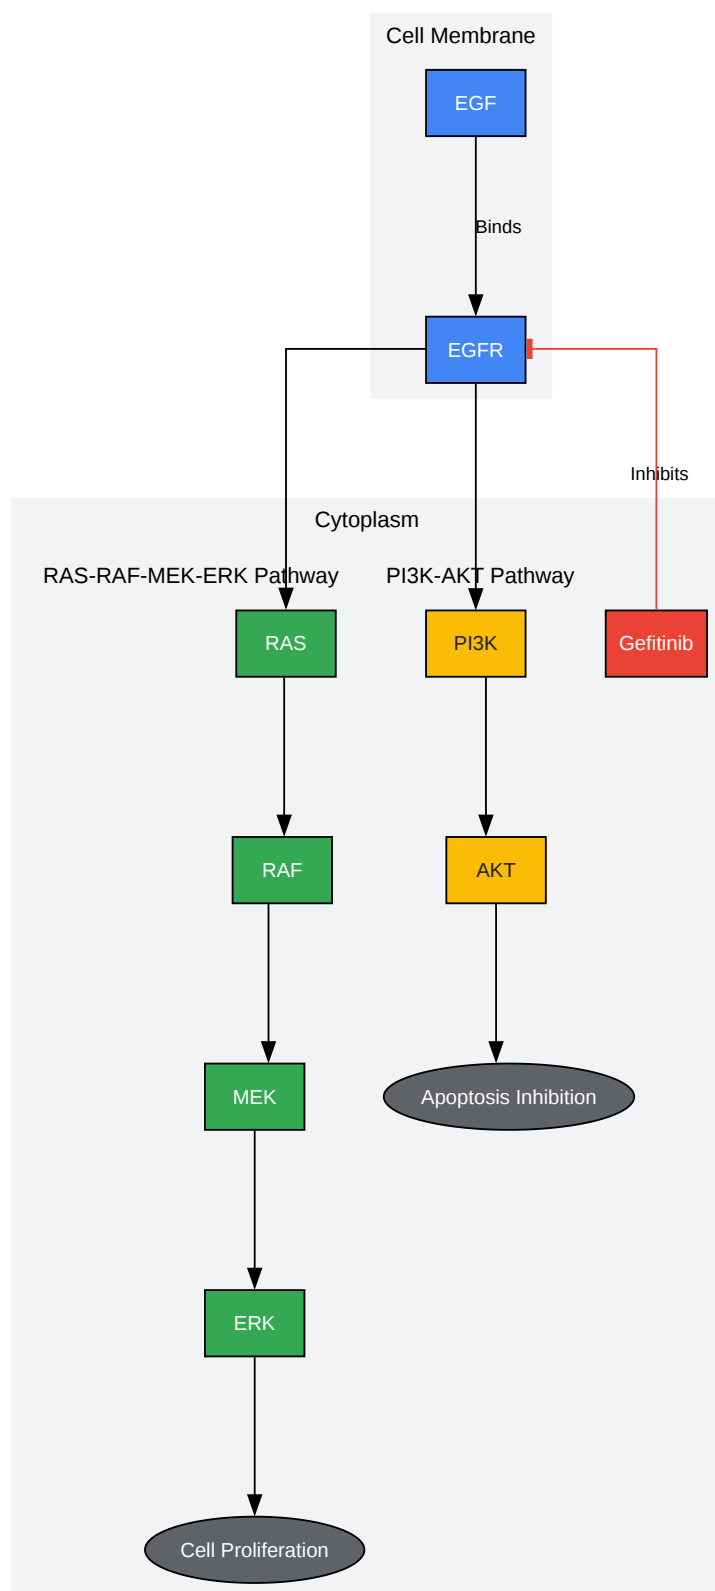 Cell Membrane
EGF
Binds
EGFR
Inhibits
Cytoplasm
RAS-RAF-MEK-ERK Pathway
PI3K-AKT Pathway
RAS
PI3K
Gefitinib
RAF
AKT
MEK
Apoptosis Inhibition
ERK
Cell Proliferation